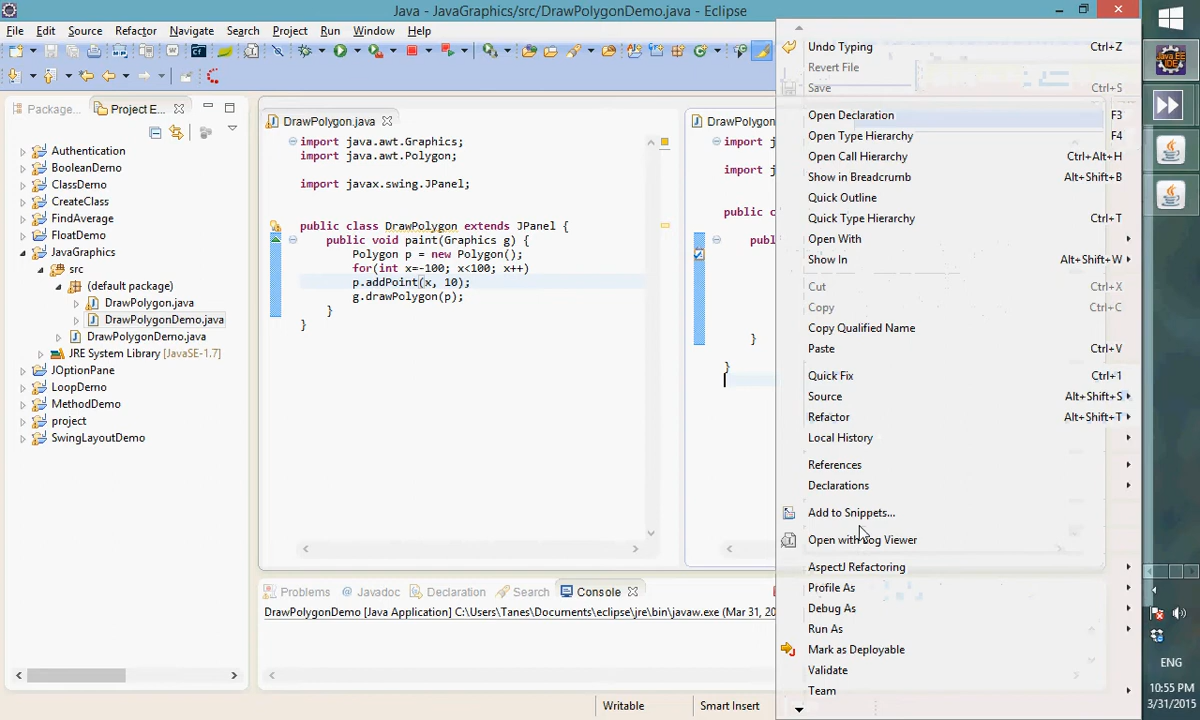 Java - JavaGraphics/src/DrawPolygonDemo.java - Eclipse
File Edit Source Refactor Navigate Search Project Run Window Help
Package... Project E...
Authentication
BooleanDemo
ClassDemo
CreateClass
FindAverage
FloatDemo
JavaGraphics
src
(default package)
DrawPolygon.java
DrawPolygonDemo.java
DrawPolygonDemo.java
JRE System Library [JavaSE-1.7]
JOptionPane
LoopDemo
MethodDemo
project
SwingLayoutDemo
DrawPolygon.java
import java.awt.Graphics;
import java.awt.Polygon;
import javax.swing.JPanel;
public class DrawPolygon extends JPanel {
public void paint(Graphics g) {
Polygon p = new Polygon();
for(int x=-100; x<100; x++)
p.addPoint(x, 10);
g.drawPolygon(p);
}
}
DrawPolygon
import j
import j
public c
publ
}
}
Problems @ Javadoc Declaration Search Console
DrawPolygonDemo [Java Application] C:\Users\Tanes\Documents\eclipse\jre\bin\javaw.exe (Mar 31, 20
Writable Smart Insert
Undo Typing Ctrl+Z
Revert File
Save Ctrl+S
Open Declaration F3
Open Type Hierarchy F4
Open Call Hierarchy Ctrl+Alt+H
Show in Breadcrumb Alt+Shift+B
Quick Outline
Quick Type Hierarchy Ctrl+T
Open With
Show In Alt+Shift+W
Cut Ctrl+X
Copy Ctrl+C
Copy Qualified Name
Paste Ctrl+V
Quick Fix Ctrl+1
Source Alt+Shift+S
Refactor Alt+Shift+T
Local History
References
Declarations
Add to Snippets...
Open with Log Viewer
AspectJ Refactoring
Profile As
Debug As
Run As
Mark as Deployable
Validate
Team
Java EE
IDE
ENG
10:55 PM
3/31/2015